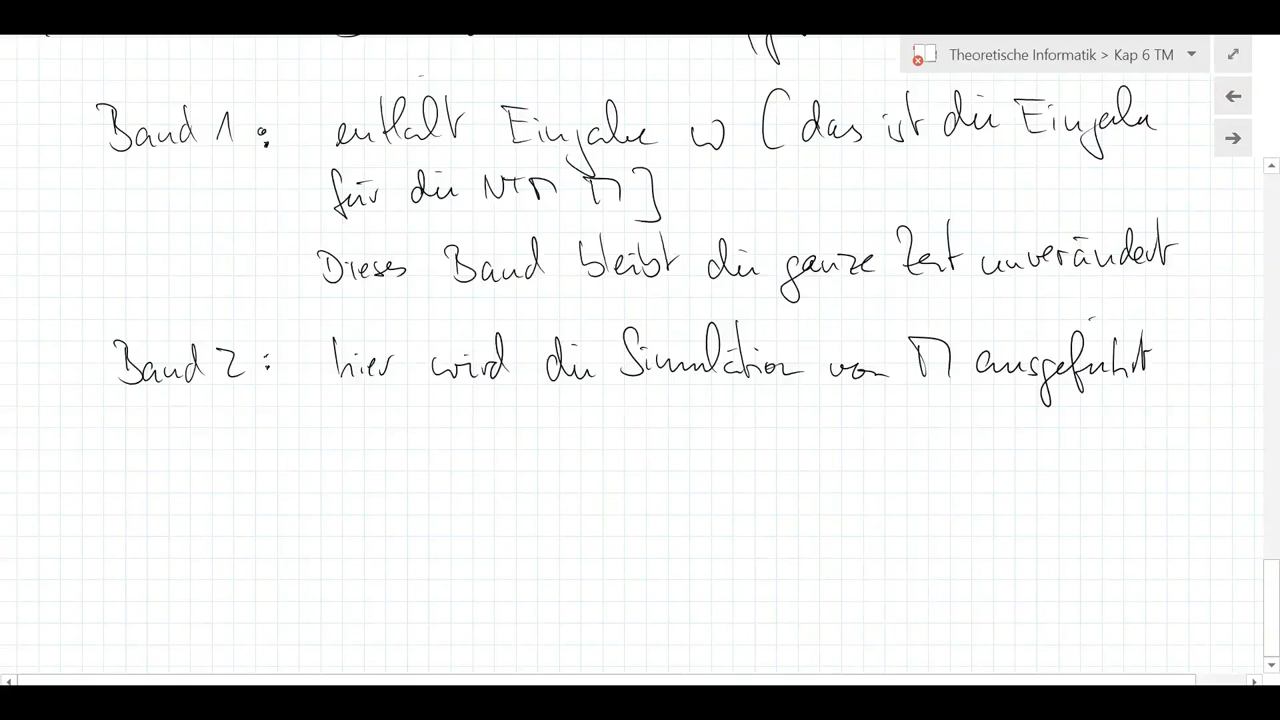 Theoretische Informatik > Kap 6 TM
Band 1: enthält Eingabe w (das ist die Eingabe
für die NTM M)
Dieses Band bleibt die ganze Zeit unverändert
Band 2: hier wird die Simulation von M ausgeführt